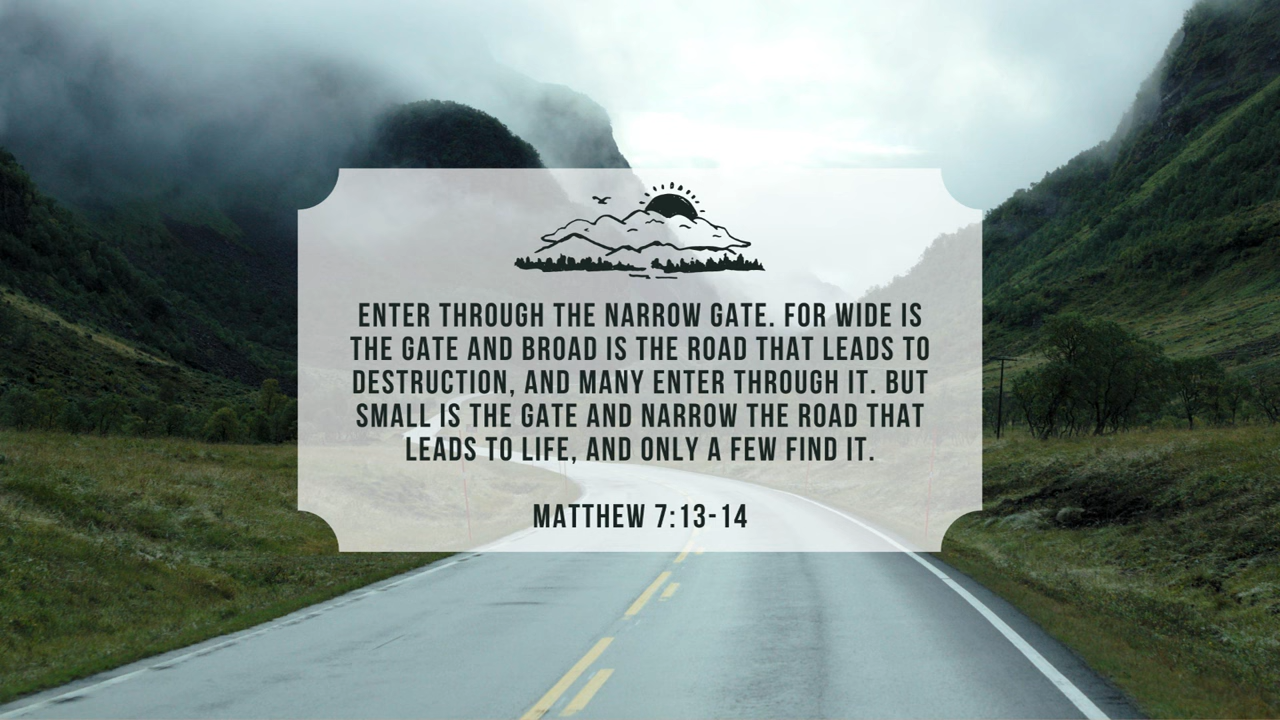 ENTER THROUGH THE NARROW GATE. FOR WIDE IS
THE GATE AND BROAD IS THE ROAD THAT LEADS TO
DESTRUCTION, AND MANY ENTER THROUGH IT. BUT
SMALL IS THE GATE AND NARROW THE ROAD THAT
LEADS TO LIFE, AND ONLY A FEW FIND IT.
MATTHEW 7:13-14